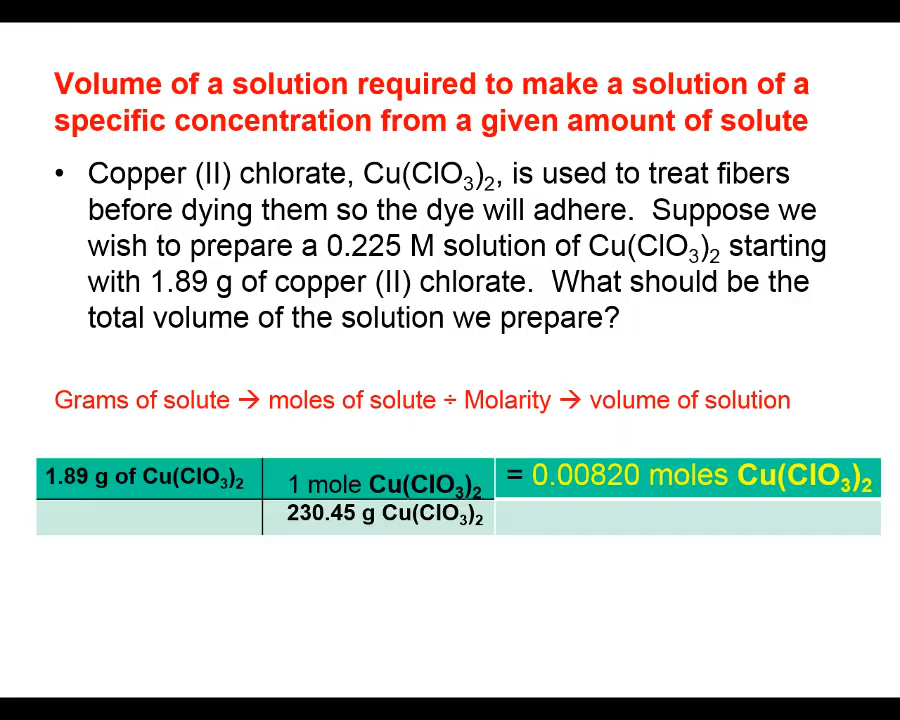 Volume of a solution required to make a solution of a
specific concentration from a given amount of solute
• Copper (II) chlorate, Cu(ClO₃)₂, is used to treat fibers
before dying them so the dye will adhere. Suppose we
wish to prepare a 0.225 M solution of Cu(ClO₃)₂ starting
with 1.89 g of copper (II) chlorate. What should be the
total volume of the solution we prepare?
Grams of solute → moles of solute ÷ Molarity → volume of solution
1.89 g of Cu(ClO₃)₂
1 mole Cu(ClO₃)₂
= 0.00820 moles Cu(ClO₃)₂
230.45 g Cu(ClO₃)₂